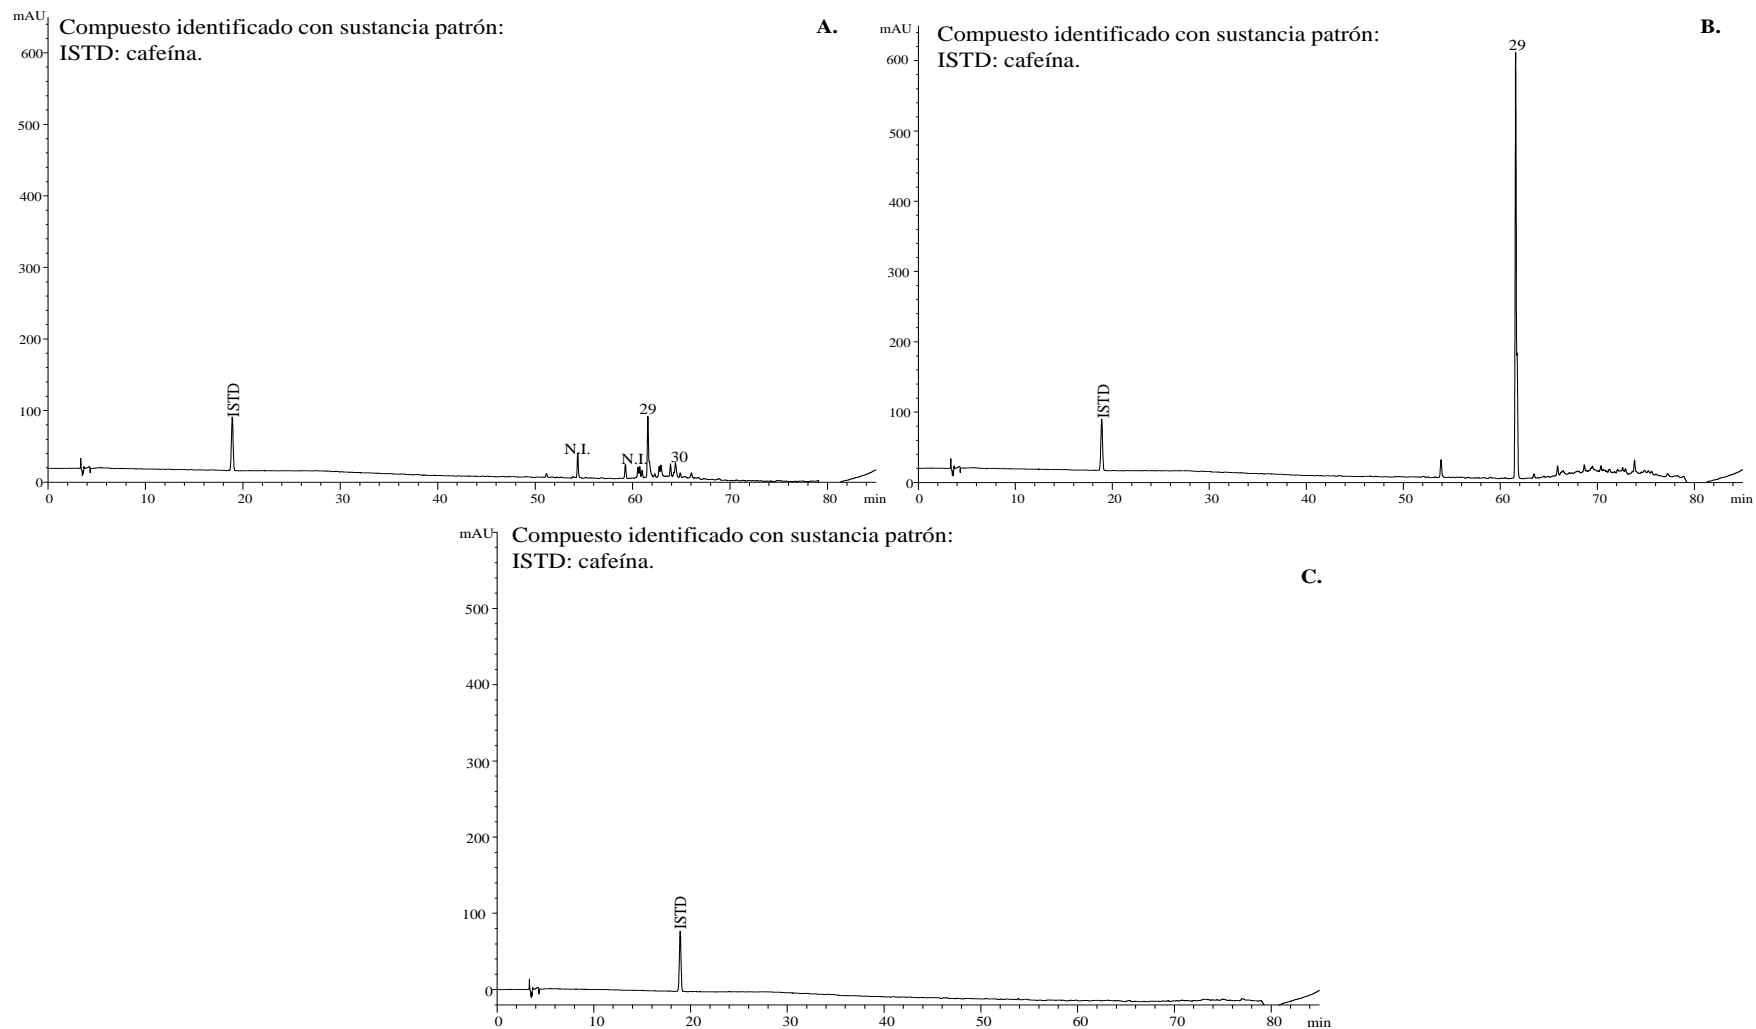 mAU
Compuesto identificado con sustancia patrón:
ISTD: cafeína.
A.
600
500
400
300
200
100
0
ISTD
N.I.
N.I.
29
30
0 10 20 30 40 50 60 70 80 min
mAU
Compuesto identificado con sustancia patrón:
ISTD: cafeína.
B.
29
600
500
400
300
200
100
0
ISTD
0 10 20 30 40 50 60 70 80 min
mAU
Compuesto identificado con sustancia patrón:
ISTD: cafeína.
C.
500
400
300
200
100
0
ISTD
0 10 20 30 40 50 60 70 80 min